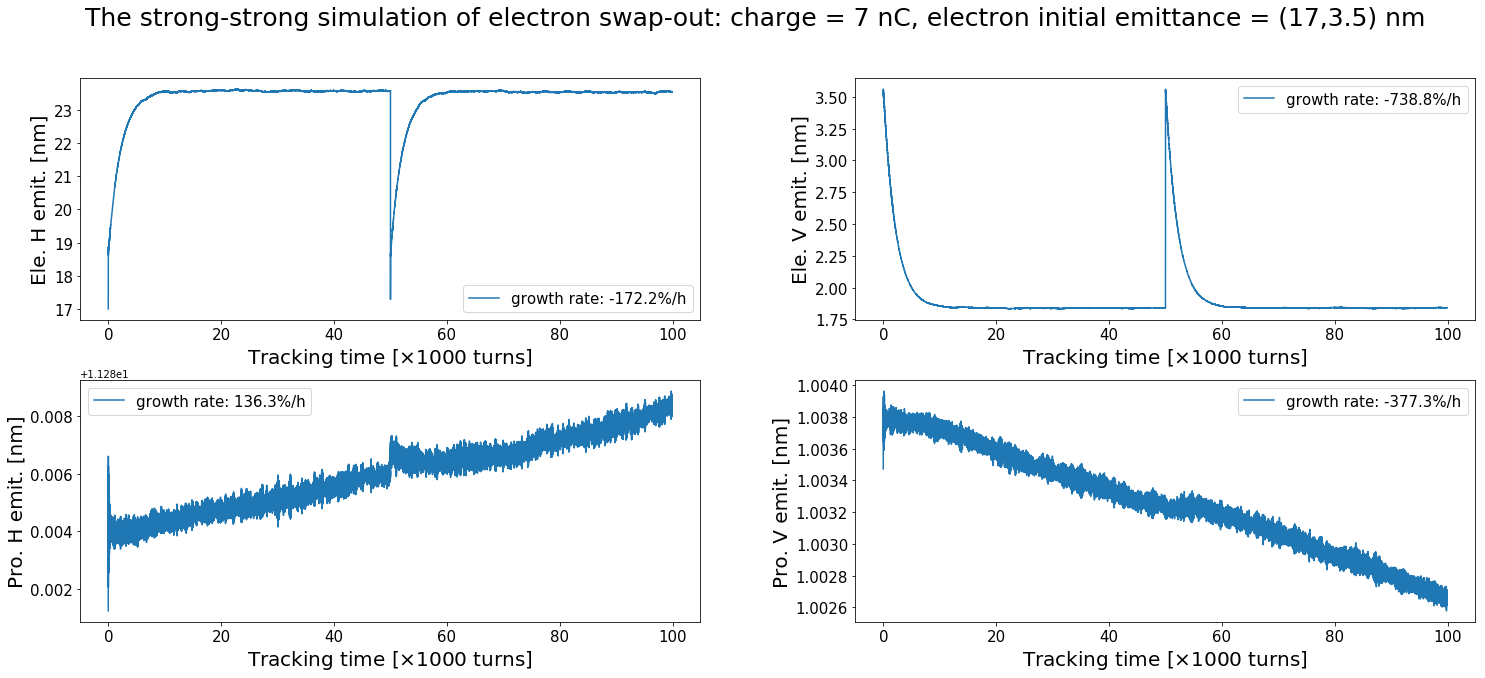 The strong-strong simulation of electron swap-out: charge = 7 nC, electron initial emittance = (17,3.5) nm
Ele. H emit. [nm]
23
22
21
20
19
18
17
growth rate: -172.2%/h
0 20 40 60 80 100
Tracking time [×1000 turns]
Ele. V emit. [nm]
3.50
3.25
3.00
2.75
2.50
2.25
2.00
1.75
growth rate: -738.8%/h
0 20 40 60 80 100
Tracking time [×1000 turns]
+1.128e1
Pro. H emit. [nm]
0.008
0.006
0.004
0.002
growth rate: 136.3%/h
0 20 40 60 80 100
Tracking time [×1000 turns]
Pro. V emit. [nm]
1.0040
1.0038
1.0036
1.0034
1.0032
1.0030
1.0028
1.0026
growth rate: -377.3%/h
0 20 40 60 80 100
Tracking time [×1000 turns]